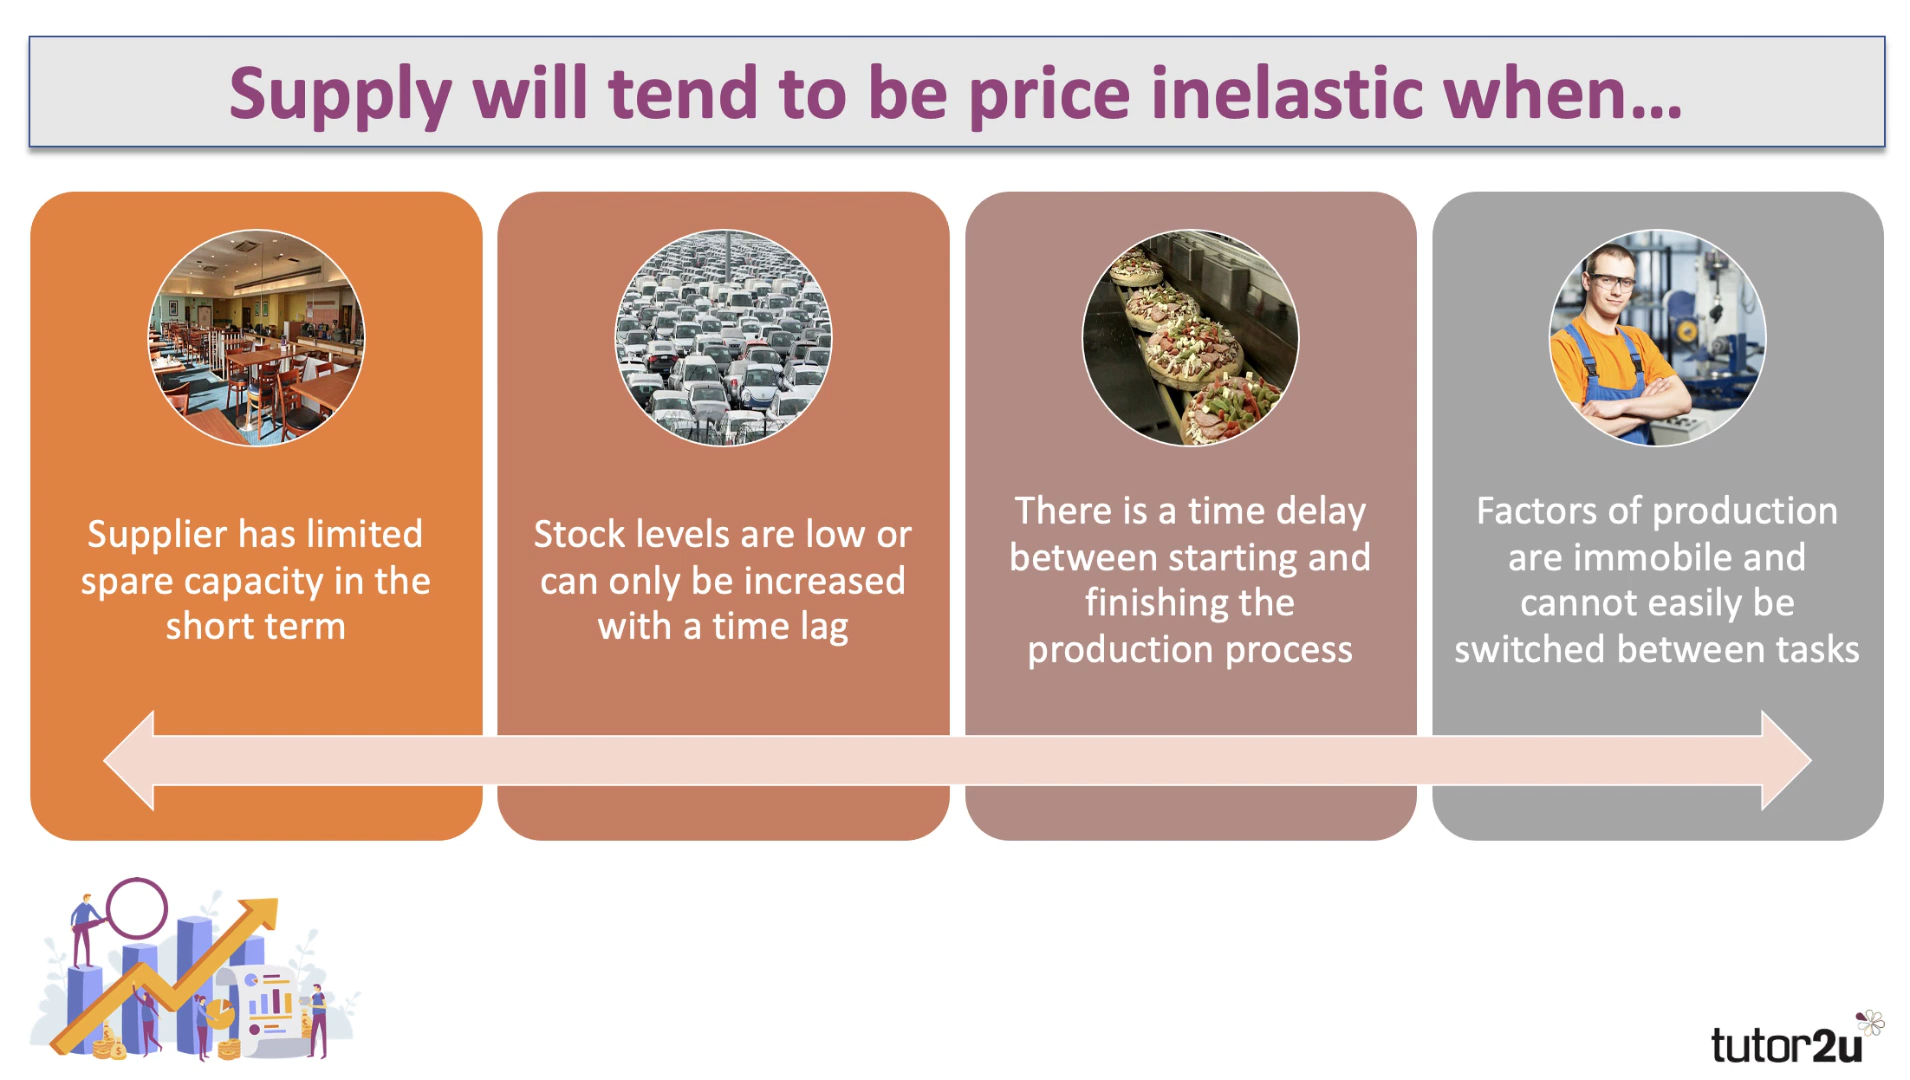 Supply will tend to be price inelastic when…
Supplier has limited
spare capacity in the
short term
Stock levels are low or
can only be increased
with a time lag
There is a time delay
between starting and
finishing the
production process
Factors of production
are immobile and
cannot easily be
switched between tasks
tutor2u